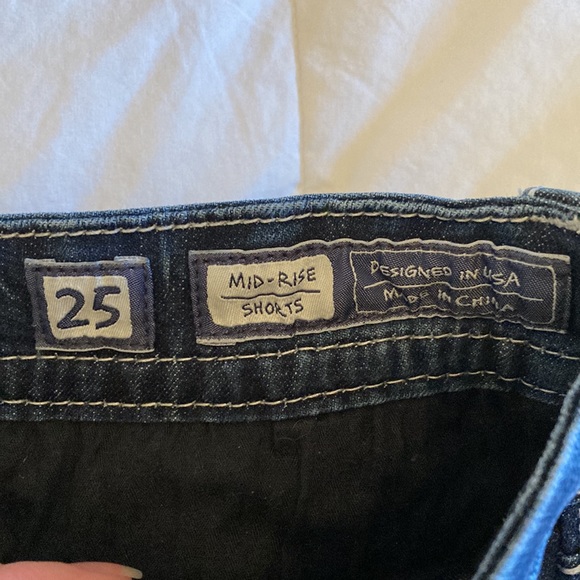 25
MID-RISE
SHORTS
DESIGNED IN USA
MADE IN CHINA